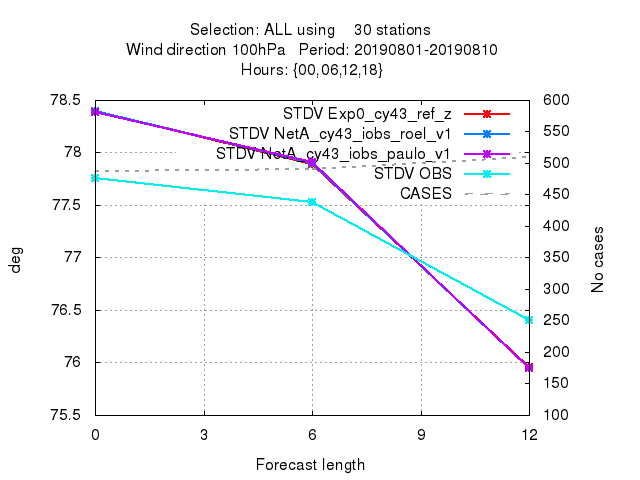 Selection: ALL using 30 stations
Wind direction 100hPa Period: 20190801-20190810
Hours: {00,06,12,18}
78.5
78
77.5
77
76.5
76
75.5
600
550
500
450
400
350
300
250
200
150
100
STDV Exp0_cy43_ref_z
STDV NetA_cy43_iobs_roel_v1
STDV NetA_cy43_iobs_paulo_v1
STDV OBS
CASES
deg
No cases
0 3 6 9 12
Forecast length